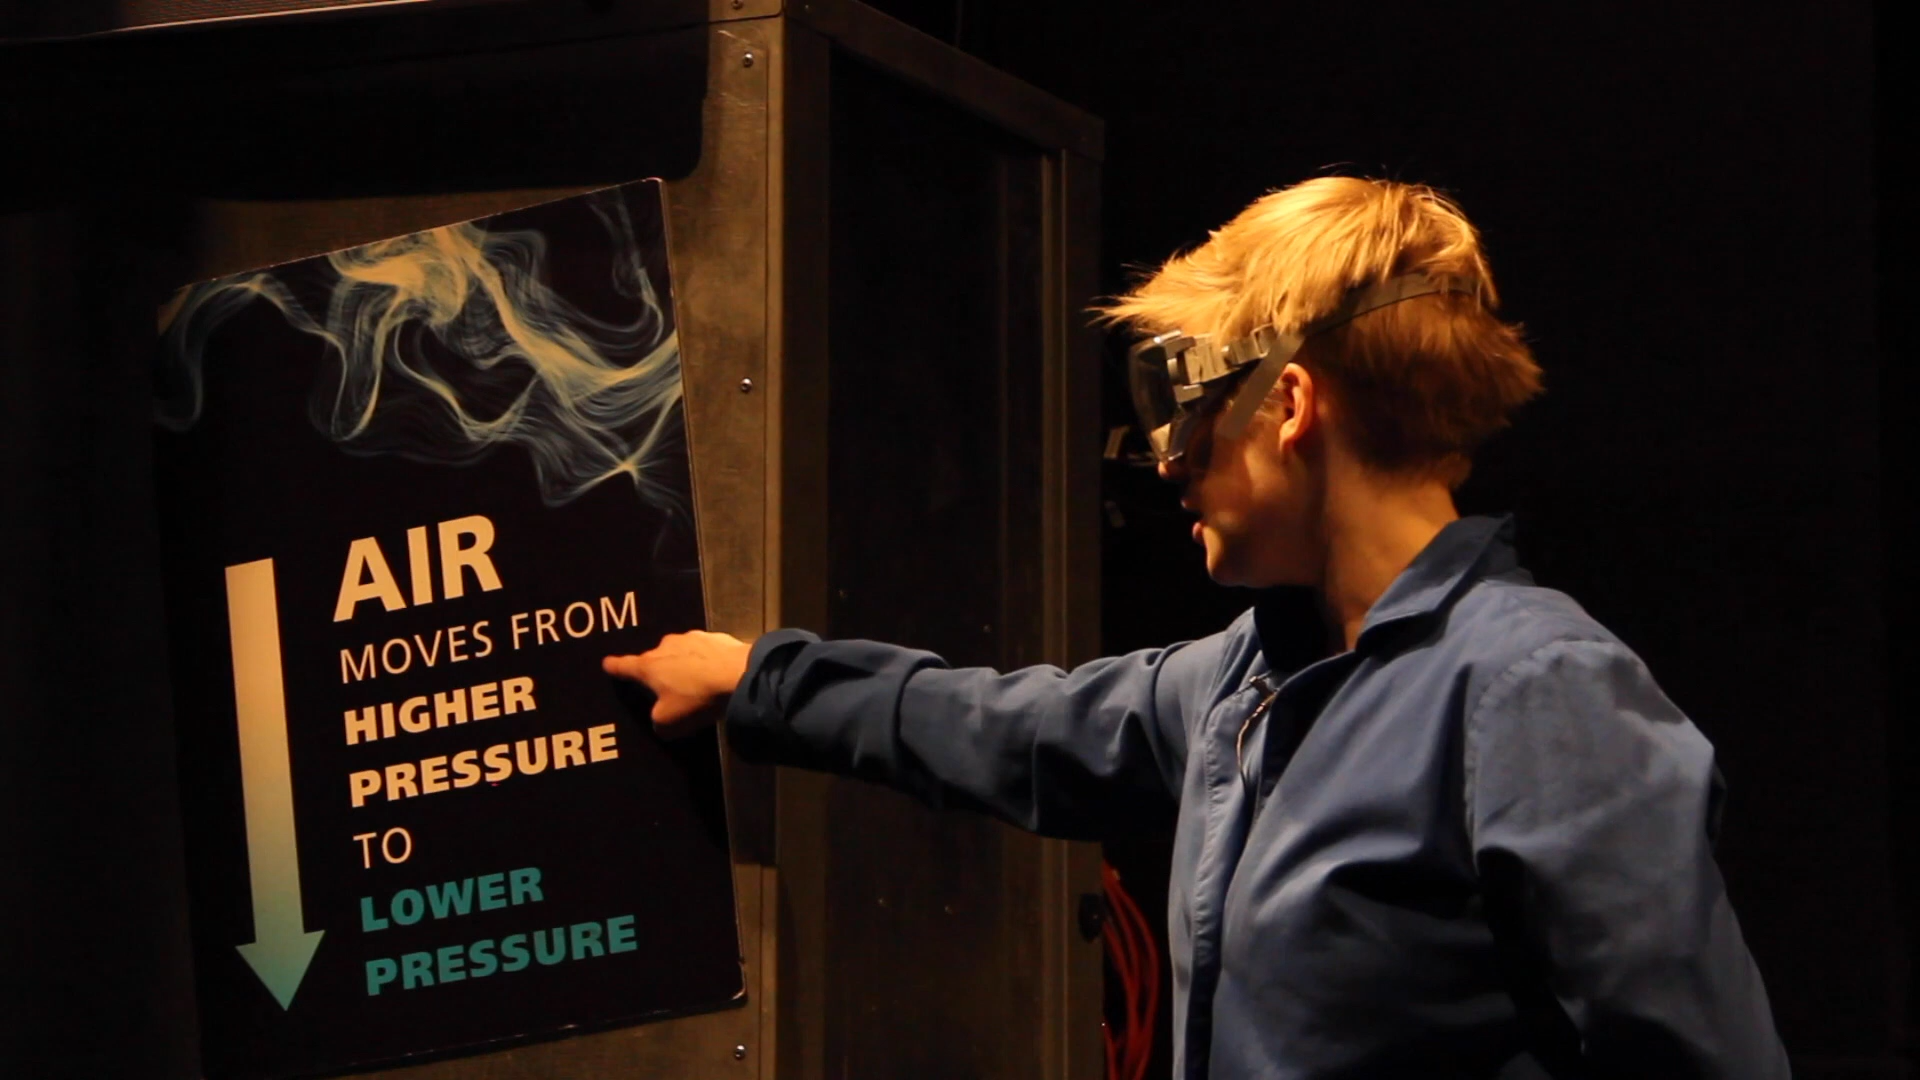 AIR
MOVES FROM
HIGHER
PRESSURE
TO
LOWER
PRESSURE